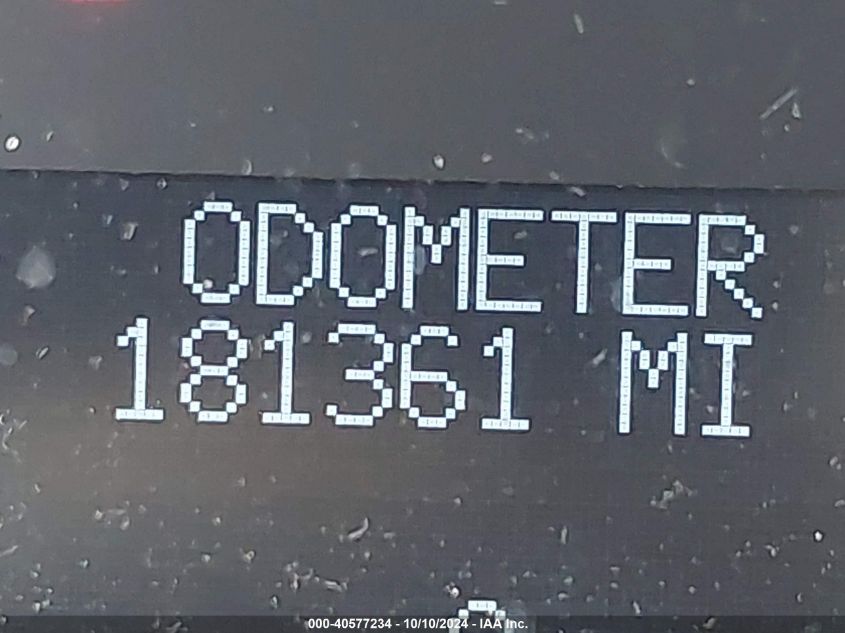 ODOMETER
181361 MI
000-40577234 - 10/10/2024 - IAA Inc.